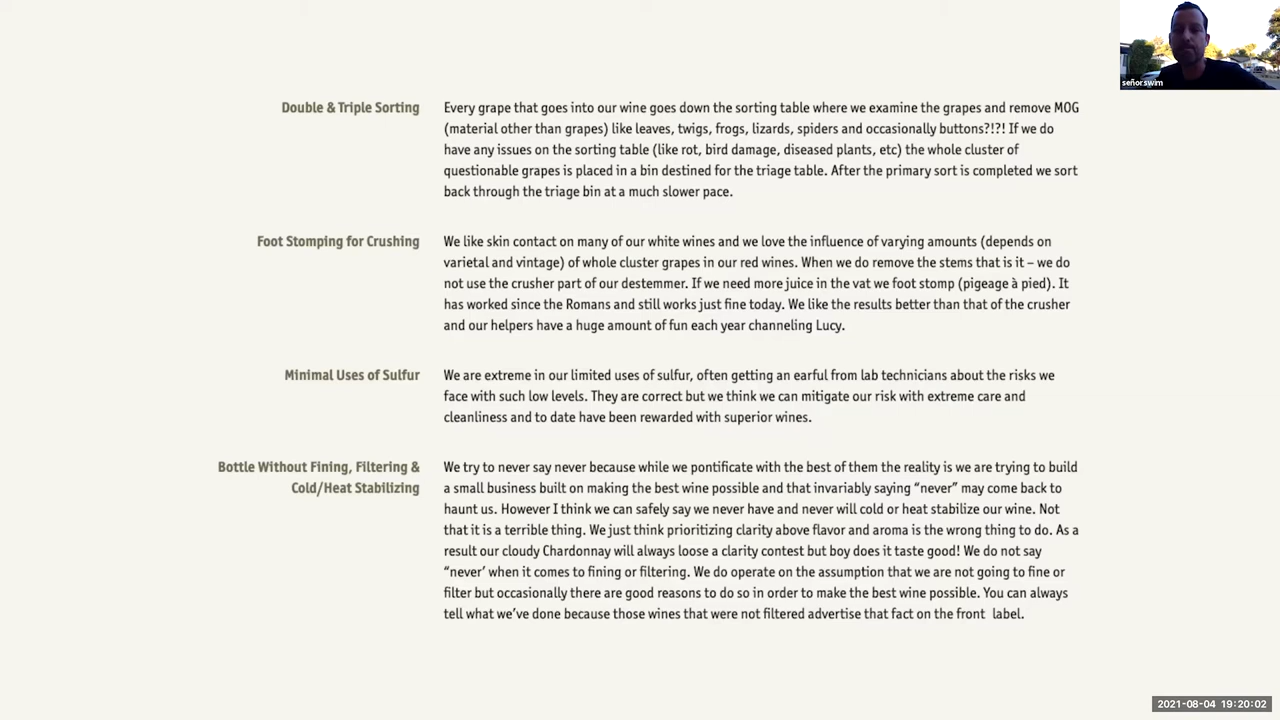 señorswim
Double & Triple Sorting
Every grape that goes into our wine goes down the sorting table where we examine the grapes and remove MOG
(material other than grapes) like leaves, twigs, frogs, lizards, spiders and occasionally buttons?!?! If we do
have any issues on the sorting table (like rot, bird damage, diseased plants, etc) the whole cluster of
questionable grapes is placed in a bin destined for the triage table. After the primary sort is completed we sort
back through the triage bin at a much slower pace.
Foot Stomping for Crushing
We like skin contact on many of our white wines and we love the influence of varying amounts (depends on
varietal and vintage) of whole cluster grapes in our red wines. When we do remove the stems that is it – we do
not use the crusher part of our destemmer. If we need more juice in the vat we foot stomp (pigeage à pied). It
has worked since the Romans and still works just fine today. We like the results better than that of the crusher
and our helpers have a huge amount of fun each year channeling Lucy.
Minimal Uses of Sulfur
We are extreme in our limited uses of sulfur, often getting an earful from lab technicians about the risks we
face with such low levels. They are correct but we think we can mitigate our risk with extreme care and
cleanliness and to date have been rewarded with superior wines.
Bottle Without Fining, Filtering &
Cold/Heat Stabilizing
We try to never say never because while we pontificate with the best of them the reality is we are trying to build
a small business built on making the best wine possible and that invariably saying “never” may come back to
haunt us. However I think we can safely say we never have and never will cold or heat stabilize our wine. Not
that it is a terrible thing. We just think prioritizing clarity above flavor and aroma is the wrong thing to do. As a
result our cloudy Chardonnay will always loose a clarity contest but boy does it taste good! We do not say
“never’ when it comes to fining or filtering. We do operate on the assumption that we are not going to fine or
filter but occasionally there are good reasons to do so in order to make the best wine possible. You can always
tell what we’ve done because those wines that were not filtered advertise that fact on the front label.
2021-08-04 19:20:02